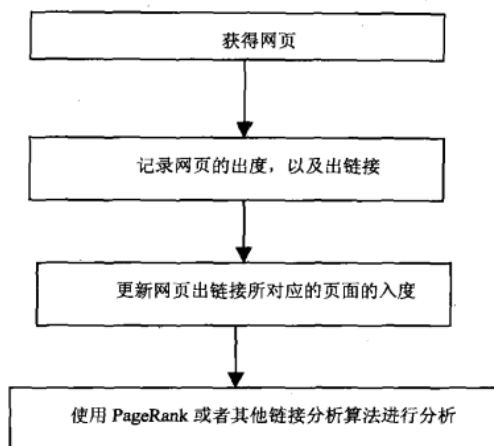 获得网页
记录网页的出度，以及出链接
更新网页出链接所对应的页面的入度
使用 PageRank 或者其他链接分析算法进行分析